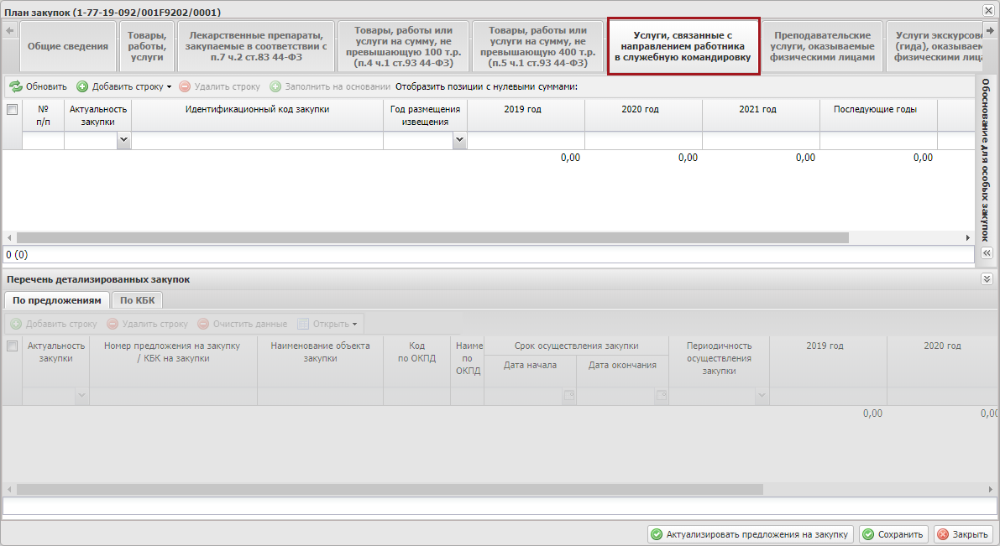 План закупок (1-77-19-092/001F9202/0001)
Общие сведения
Товары,
работы,
услуги
Лекарственные препараты,
закупаемые в соответствии с
п.7 ч.2 ст.83 44-ФЗ
Товары, работы или
услуги на сумму, не
превышающую 100 т.р.
(п.4 ч.1 ст.93 44-ФЗ)
Товары, работы или
услуги на сумму, не
превышающую 400 т.р.
(п.5 ч.1 ст.93 44-ФЗ)
Услуги, связанные с
направлением работника
в служебную командировку
Преподавательские
услуги, оказываемые
физическими лицами
Услуги экскурсово
(гида), оказываем
физическими лица
Обновить Добавить строку Удалить строку Заполнить на основании Отобразить позиции с нулевыми суммами:
№
п/п
Актуальность
закупки
Идентификационный код закупки
Год размещения
извещения
2019 год
2020 год
2021 год
Последующие годы
0,00 0,00 0,00 0,00
Обоснование для особых закупок
0 (0)
Перечень детализированных закупок
По предложениям По КБК
Добавить строку Удалить строку Очистить данные Открыть
Актуальность
закупки
Номер предложения на закупку
/ КБК на закупки
Наименование объекта
закупки
Код
по ОКПД
Наиме
по
ОКПД
Срок осуществления закупки
Дата начала Дата окончания
Периодичность
осуществления
закупки
2019 год
2020 год
0,00 0,00
Актуализировать предложения на закупку Сохранить Закрыть